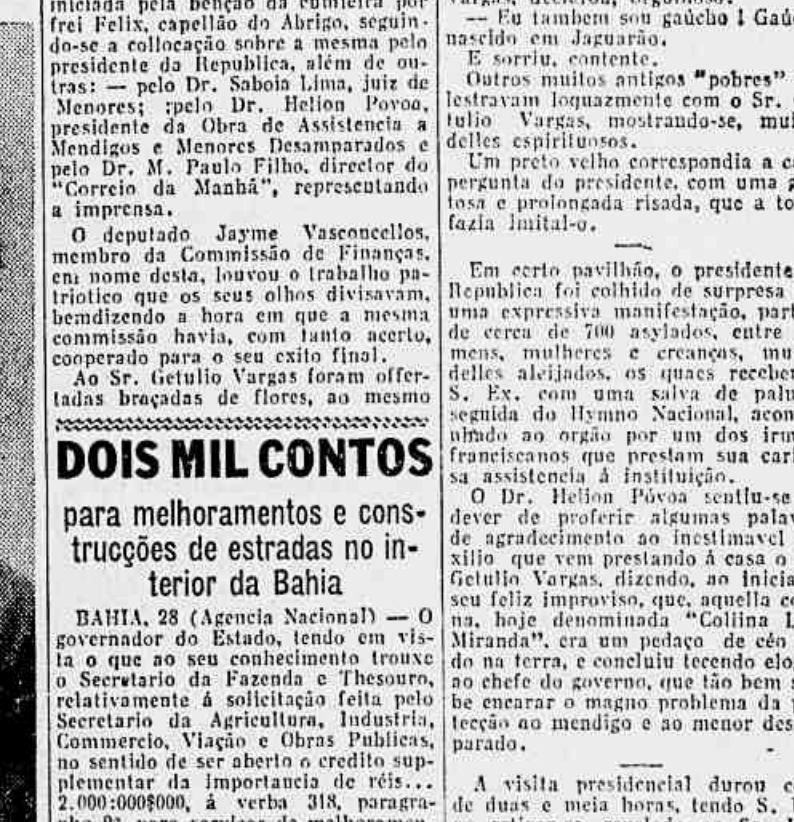 iniciada pela benção da cumieira por
frei Felix, capellão do Abrigo, seguin-
do-se a collocação sobre a mesma pelo
presidente da Republica, além de ou-
tras: — pelo Dr. Saboia Lima, juiz de
Menores; :pelo Dr. Helion Povoa,
presidente da Obra de Assistencia a
Mendigos e Menores Desamparados e
pelo Dr. M. Paulo Filho, director do
"Correio da Manhã", representando
a imprensa.
O deputado Jayme Vasconcellos,
membro da Commissão de Finanças,
em nome desta, louvou o trabalho pa-
triotico que os seus olhos divisavam,
bemdizendo a hora em que a mesma
commissão havia, com tanto acerto,
cooperado para o seu exito final.
Ao Sr. Getulio Vargas foram offer-
tadas braçadas de flores, ao mesmo
DOIS MIL CONTOS
para melhoramentos e cons-
trucções de estradas no in-
terior da Bahia
BAHIA, 28 (Agencia Nacional) — O
governador do Estado, tendo em vis-
ta o que ao seu conhecimento trouxe
o Secretario da Fazenda e Thesouro,
relativamente á solicitação feita pelo
Secretario da Agricultura, Industria,
Commercio, Viação e Obras Publicas,
no sentido de ser aberto o credito sup-
plementar da importancia de réis...
2.000:000$000, á verba 318, paragra-
— Eu tambem sou gaúcho! Gaú
nascido em Jaguarão.
E sorriu, contente.
Outros muitos antigos "pobres"
lestravam loquazmente com o Sr.
tulio Vargas, mostrando-se, mui
delles espirituosos.
Um preto velho correspondia a ca
pergunta do presidente, com uma g
tosa e prolongada risada, que a to
fazia imital-o.
Em certo pavilhão, o presidente
Republica foi colhido de surpresa
uma expressiva manifestação, part
de cerca de 700 asylados, entre
mens, mulheres e creanças, mu
delles aleijados, os quaes recebe
S. Ex. com uma salva de palm
seguida do Hymno Nacional, acom
nhado ao orgão por um dos irm
franciscanos que prestam sua cari
sa assistencia á instituição.
O Dr. Helion Póvoa sentiu-se
dever de proferir algumas palav
de agradecimento ao inestimavel
xilio que vem prestando á casa o
Getulio Vargas, dizendo, ao inicia
seu feliz improviso, que, aquella co
na, hoje denominada "Collina L
Miranda", era um pedaço de céo
do na terra, e concluiu tecendo elo
ao chefe do governo, que tão bem s
be encarar o magno problema da p
tecção ao mendigo e ao menor des
parado.
A visita presidencial durou c
de duas e meia horas, tendo S.